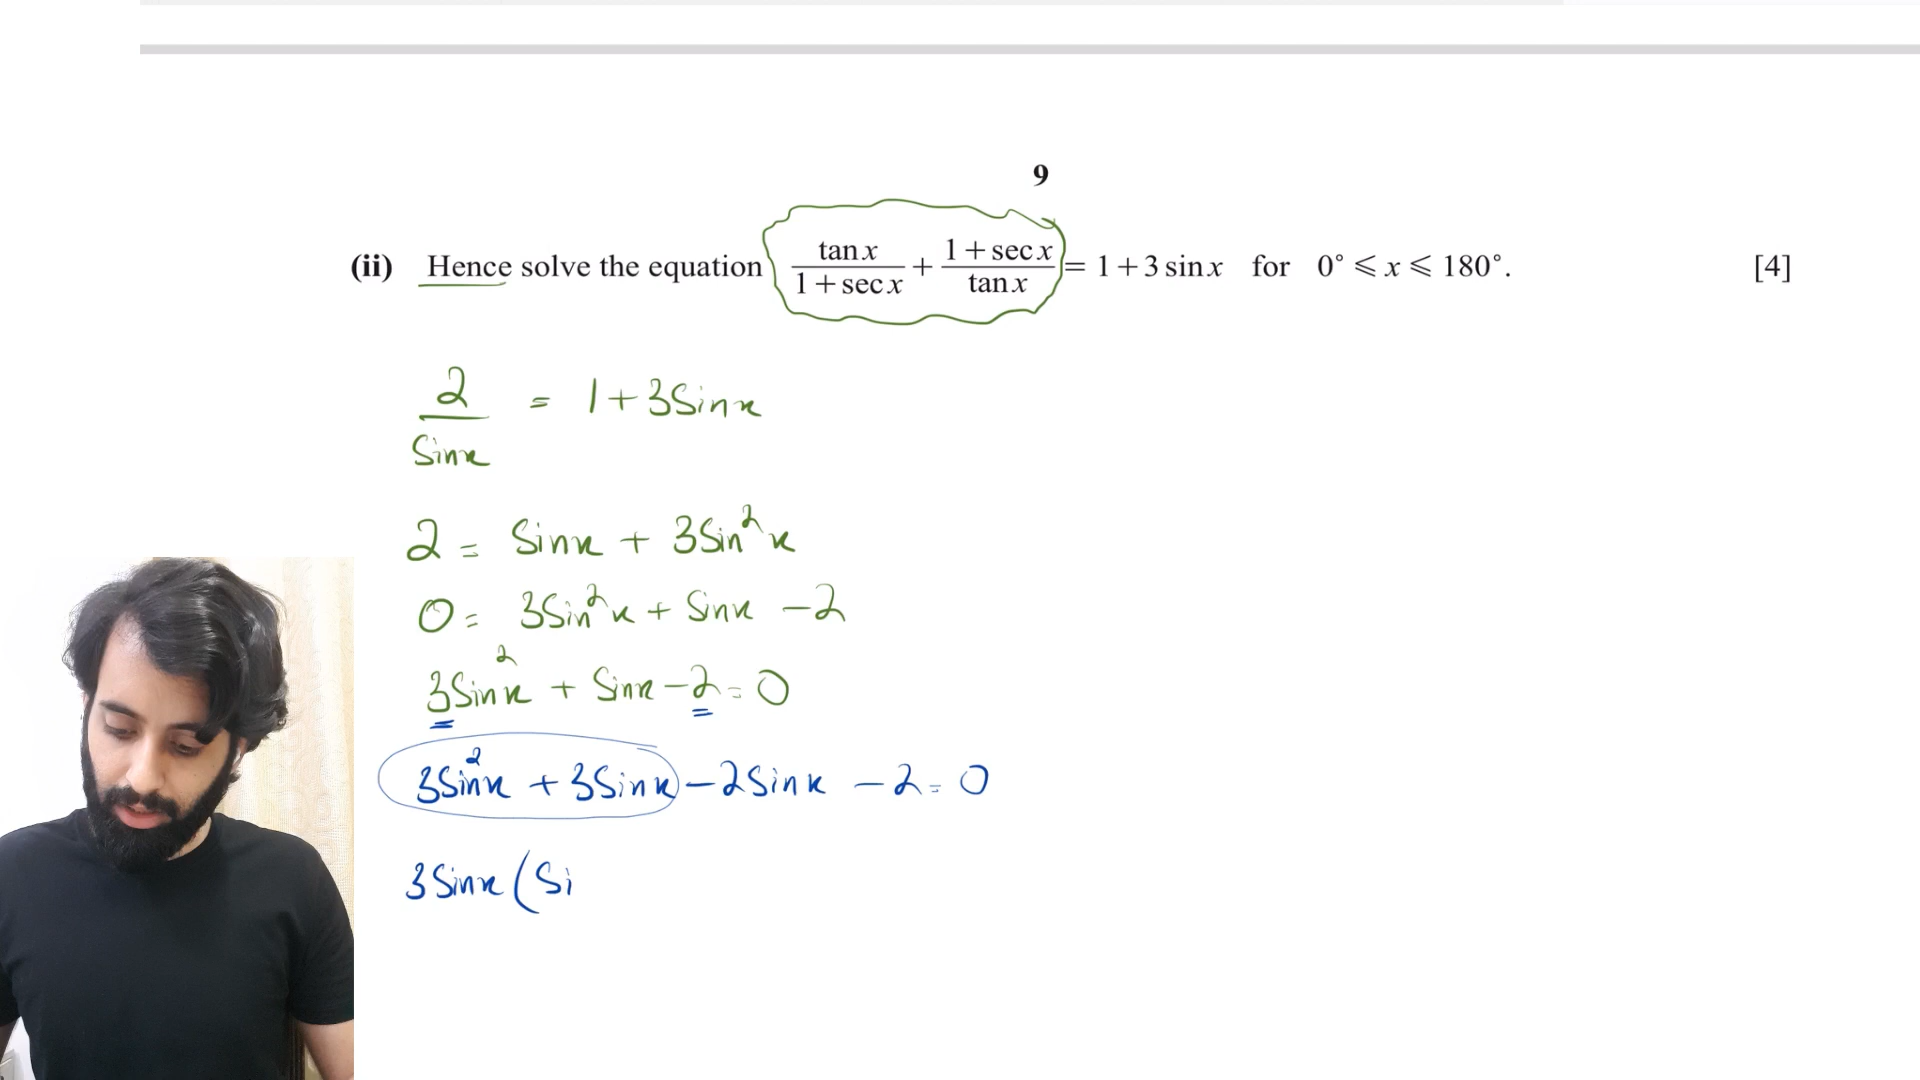 9
(ii) Hence solve the equation tan x / (1 + sec x) + (1 + sec x) / tan x = 1 + 3 sin x for 0° ⩽ x ⩽ 180°. [4]
2 / Sinx = 1 + 3Sinx
2 = Sinx + 3Sin²x
0 = 3Sin²x + Sinx - 2
3Sin²x + Sinx - 2 = 0
3Sin²x + 3Sinx - 2Sinx - 2 = 0
3Sinx (Si